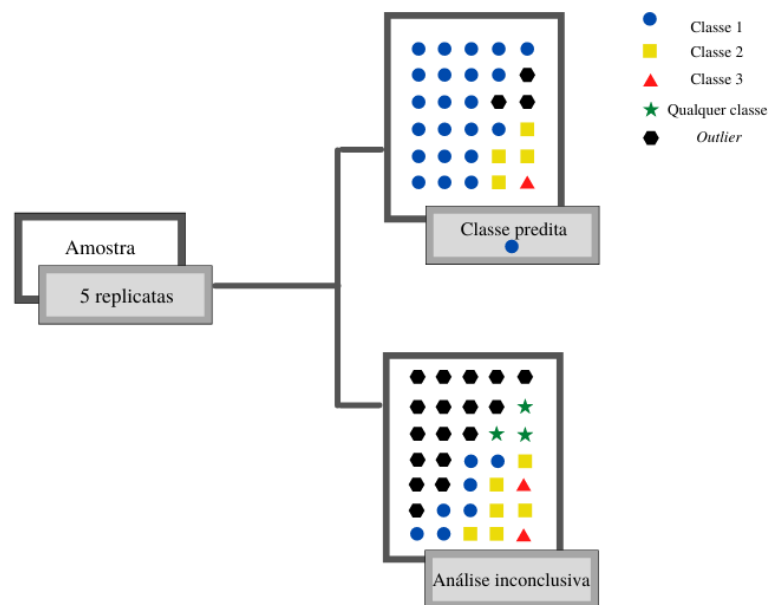 Classe 1
Classe 2
Classe 3
Qualquer classe
Outlier
Classe predita
Amostra
5 replicatas
Análise inconclusiva